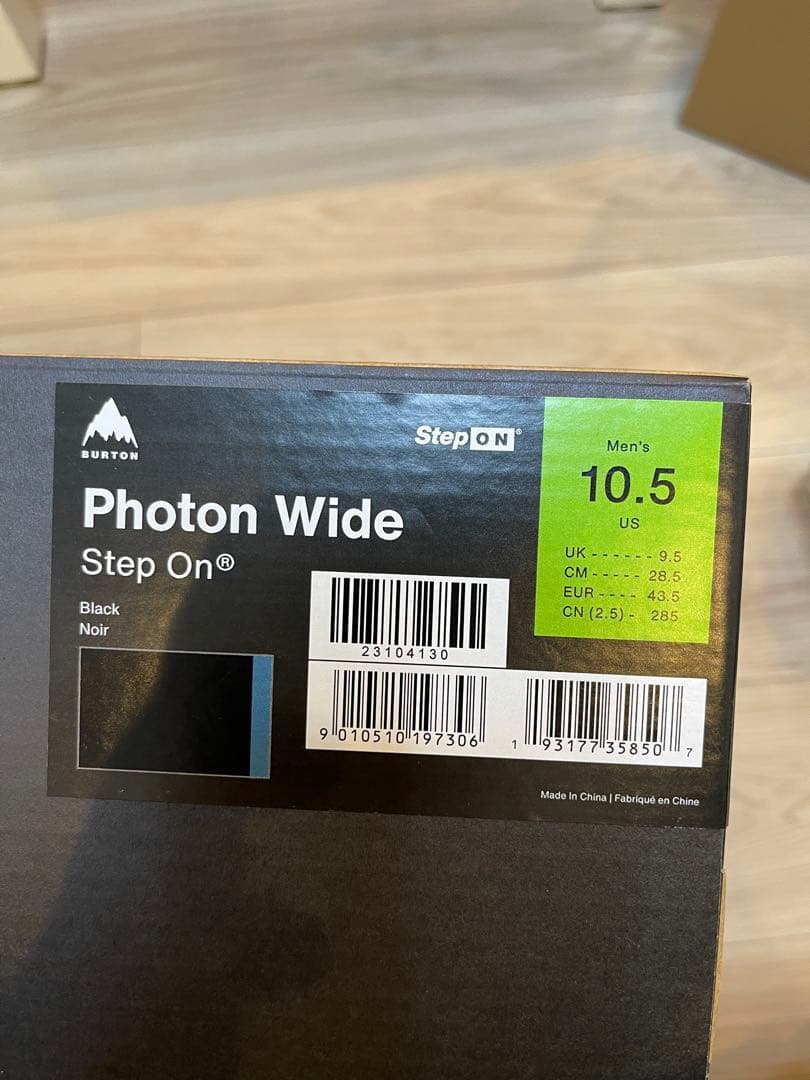 BURTON
StepON®
Photon Wide
Step On®
Black
Noir
Men's
10.5
US
UK - - - - - - 9.5
CM - - - - - 28.5
EUR - - - - 43.5
CN (2.5) - 285
23104130
9 010510 197306
1 93177 35850 7
Made In China | Fabriqué en Chine